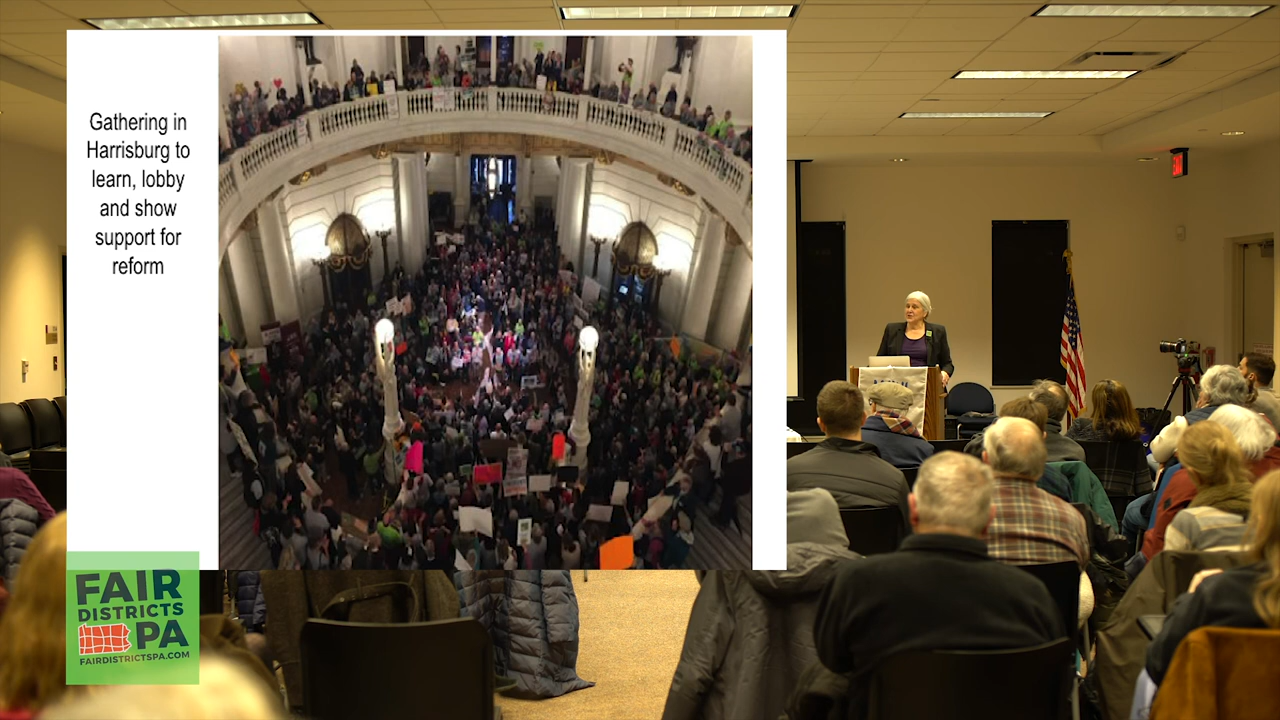 Gathering in
Harrisburg to
learn, lobby
and show
support for
reform
FAIR
DISTRICTS
PA
FAIRDISTRICTSPA.COM